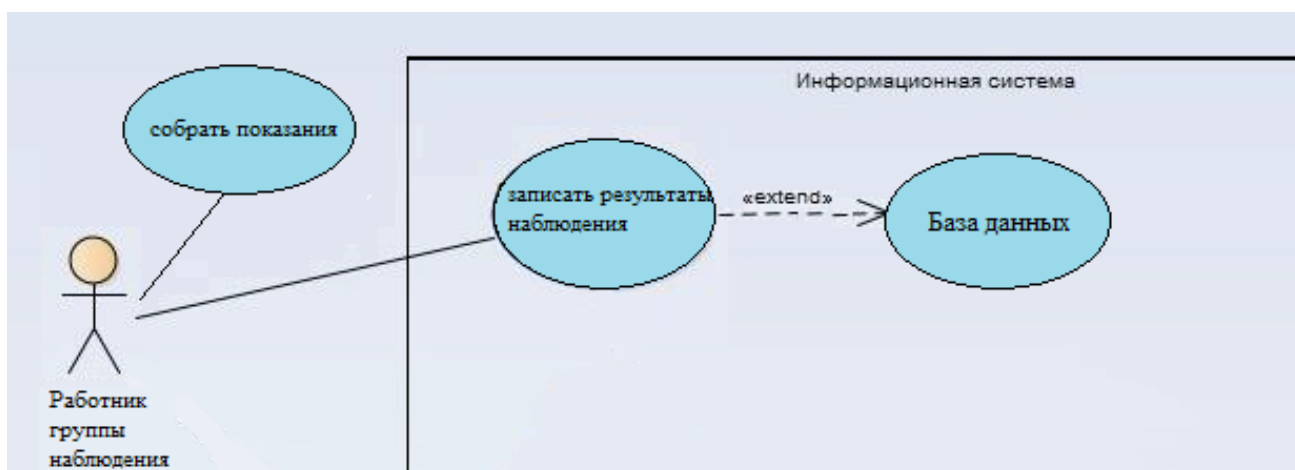 Информационная система
собрать показания
записать результаты
наблюдения
«extend»
База данных
Работник
группы
наблюдения